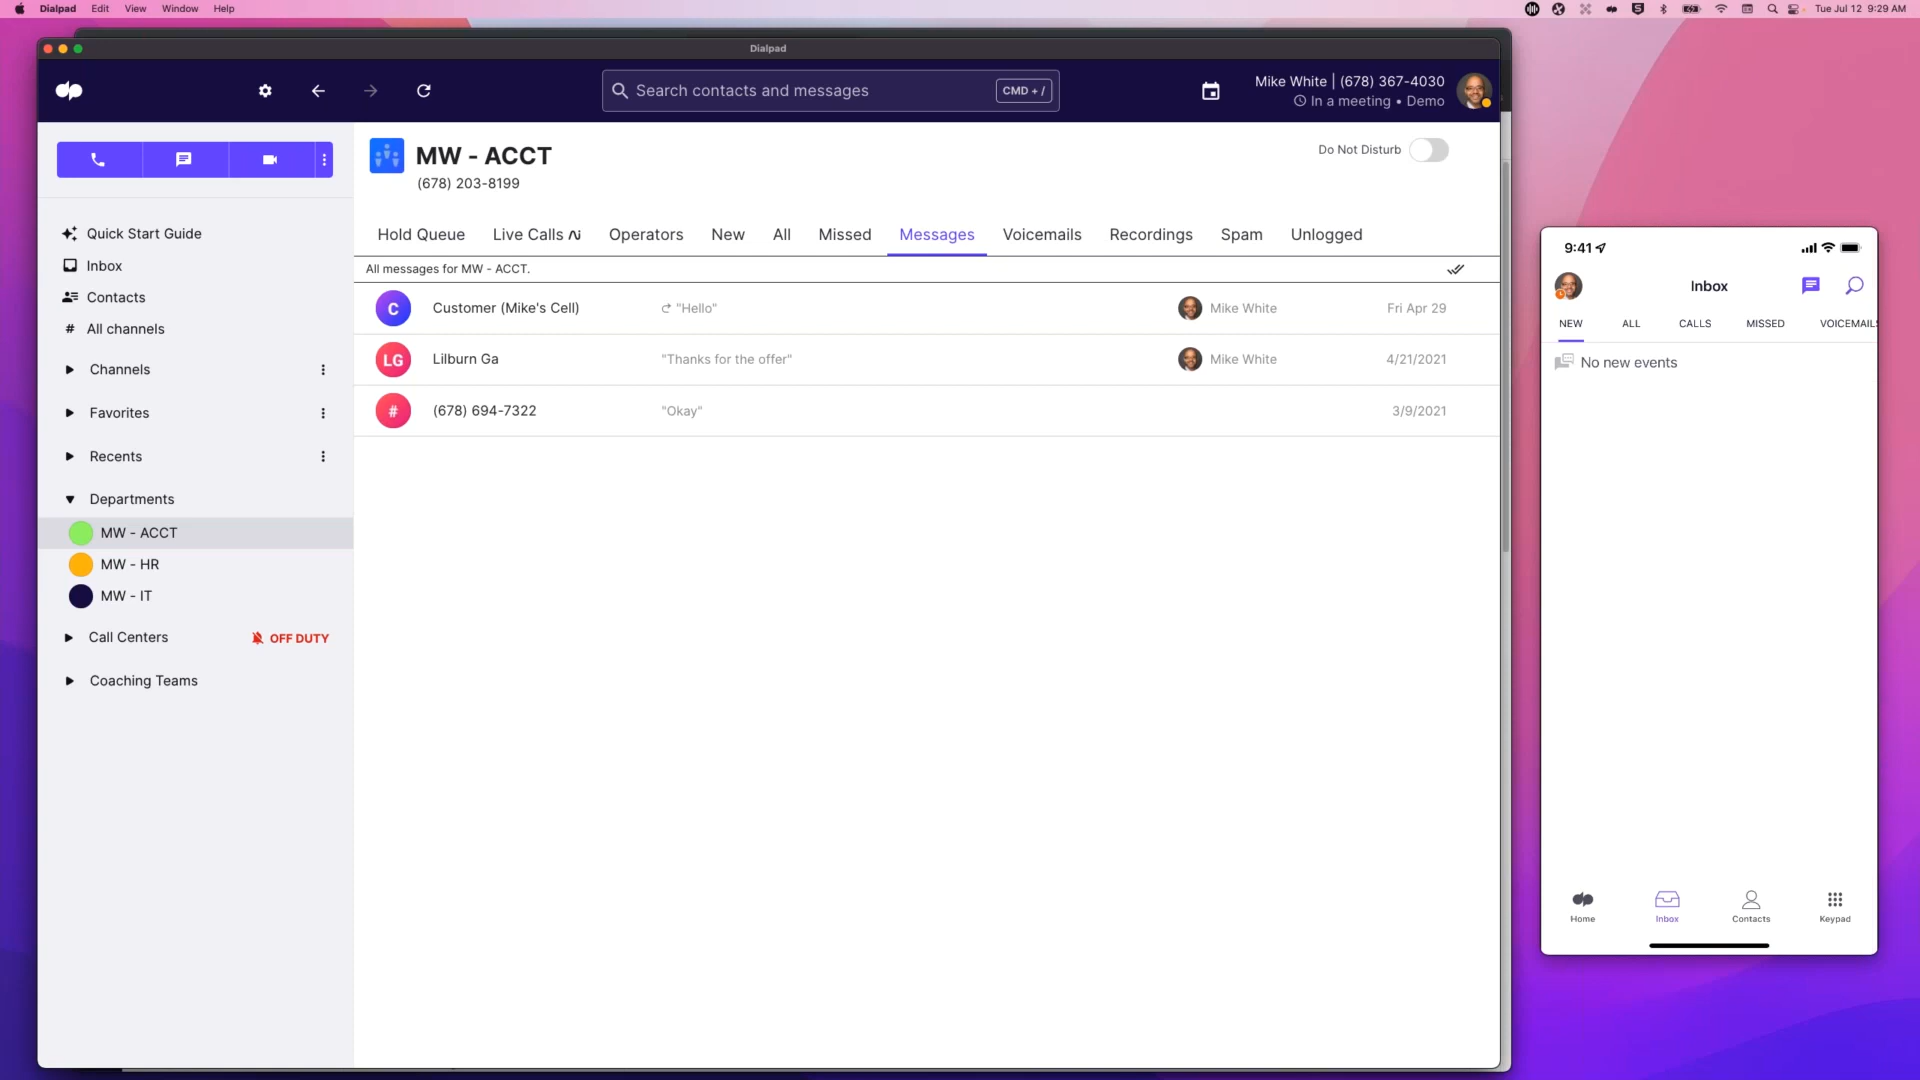 Dialpad Edit View Window Help
Tue Jul 12 9:29 AM
Dialpad
Search contacts and messages
CMD + /
Mike White | (678) 367-4030
In a meeting • Demo
Quick Start Guide
Inbox
Contacts
# All channels
Channels
Favorites
Recents
Departments
MW - ACCT
MW - HR
MW - IT
Call Centers
OFF DUTY
Coaching Teams
MW - ACCT
(678) 203-8199
Do Not Disturb
Hold Queue Live Calls Operators New All Missed Messages Voicemails Recordings Spam Unlogged
All messages for MW - ACCT.
C Customer (Mike's Cell) "Hello" Mike White Fri Apr 29
LG Lilburn Ga "Thanks for the offer" Mike White 4/21/2021
# (678) 694-7322 "Okay" 3/9/2021
9:41
Inbox
NEW ALL CALLS MISSED VOICEMAILS
No new events
Home Inbox Contacts Keypad